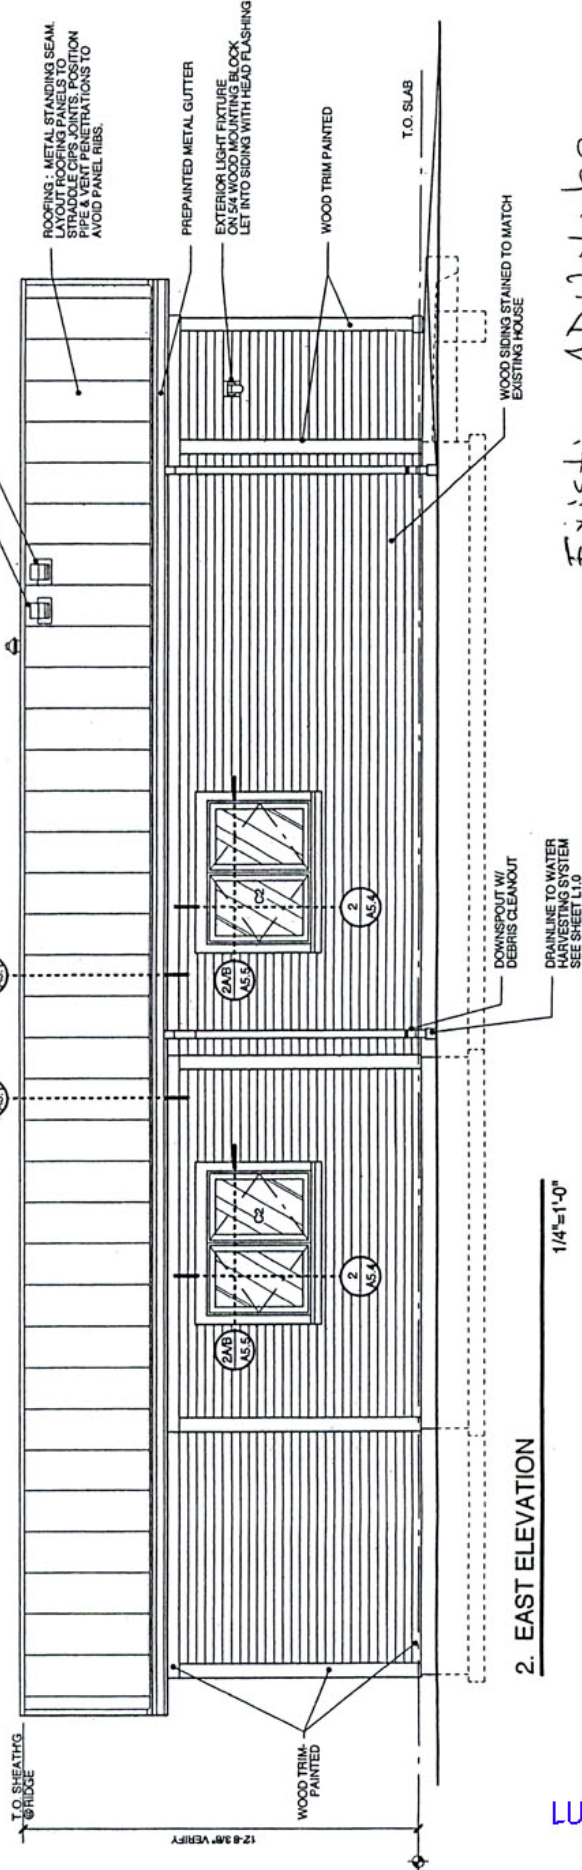 ROOFING : METAL STANDING SEAM.
LAYOUT ROOFING PANELS TO
STRADDLE CIPS JOINTS. POSITION
PIPE & VENT PENETRATIONS TO
AVOID PANEL RIBS.
PREPAINTED METAL GUTTER
EXTERIOR LIGHT FIXTURE
ON 5/4 WOOD MOUNTING BLOCK
LET INTO SIDING WITH HEAD FLASHING
WOOD TRIM PAINTED
T.O. SLAB
WOOD SIDING STAINED TO MATCH
EXISTING HOUSE
DOWNSPOUT W/
DEBRIS CLEANOUT
DRAINLINE TO WATER
HARVESTING SYSTEM
SEE SHEET L1.0
C2
2
A5.4
2A/B
A5.5
C2
2
A5.4
2A/B
A5.5
T.O. SHEATH'G
@ RIDGE
12-8 3/8" VERIFY
WOOD TRIM-
PAINTED
2. EAST ELEVATION
1/4"=1'-0"
LU